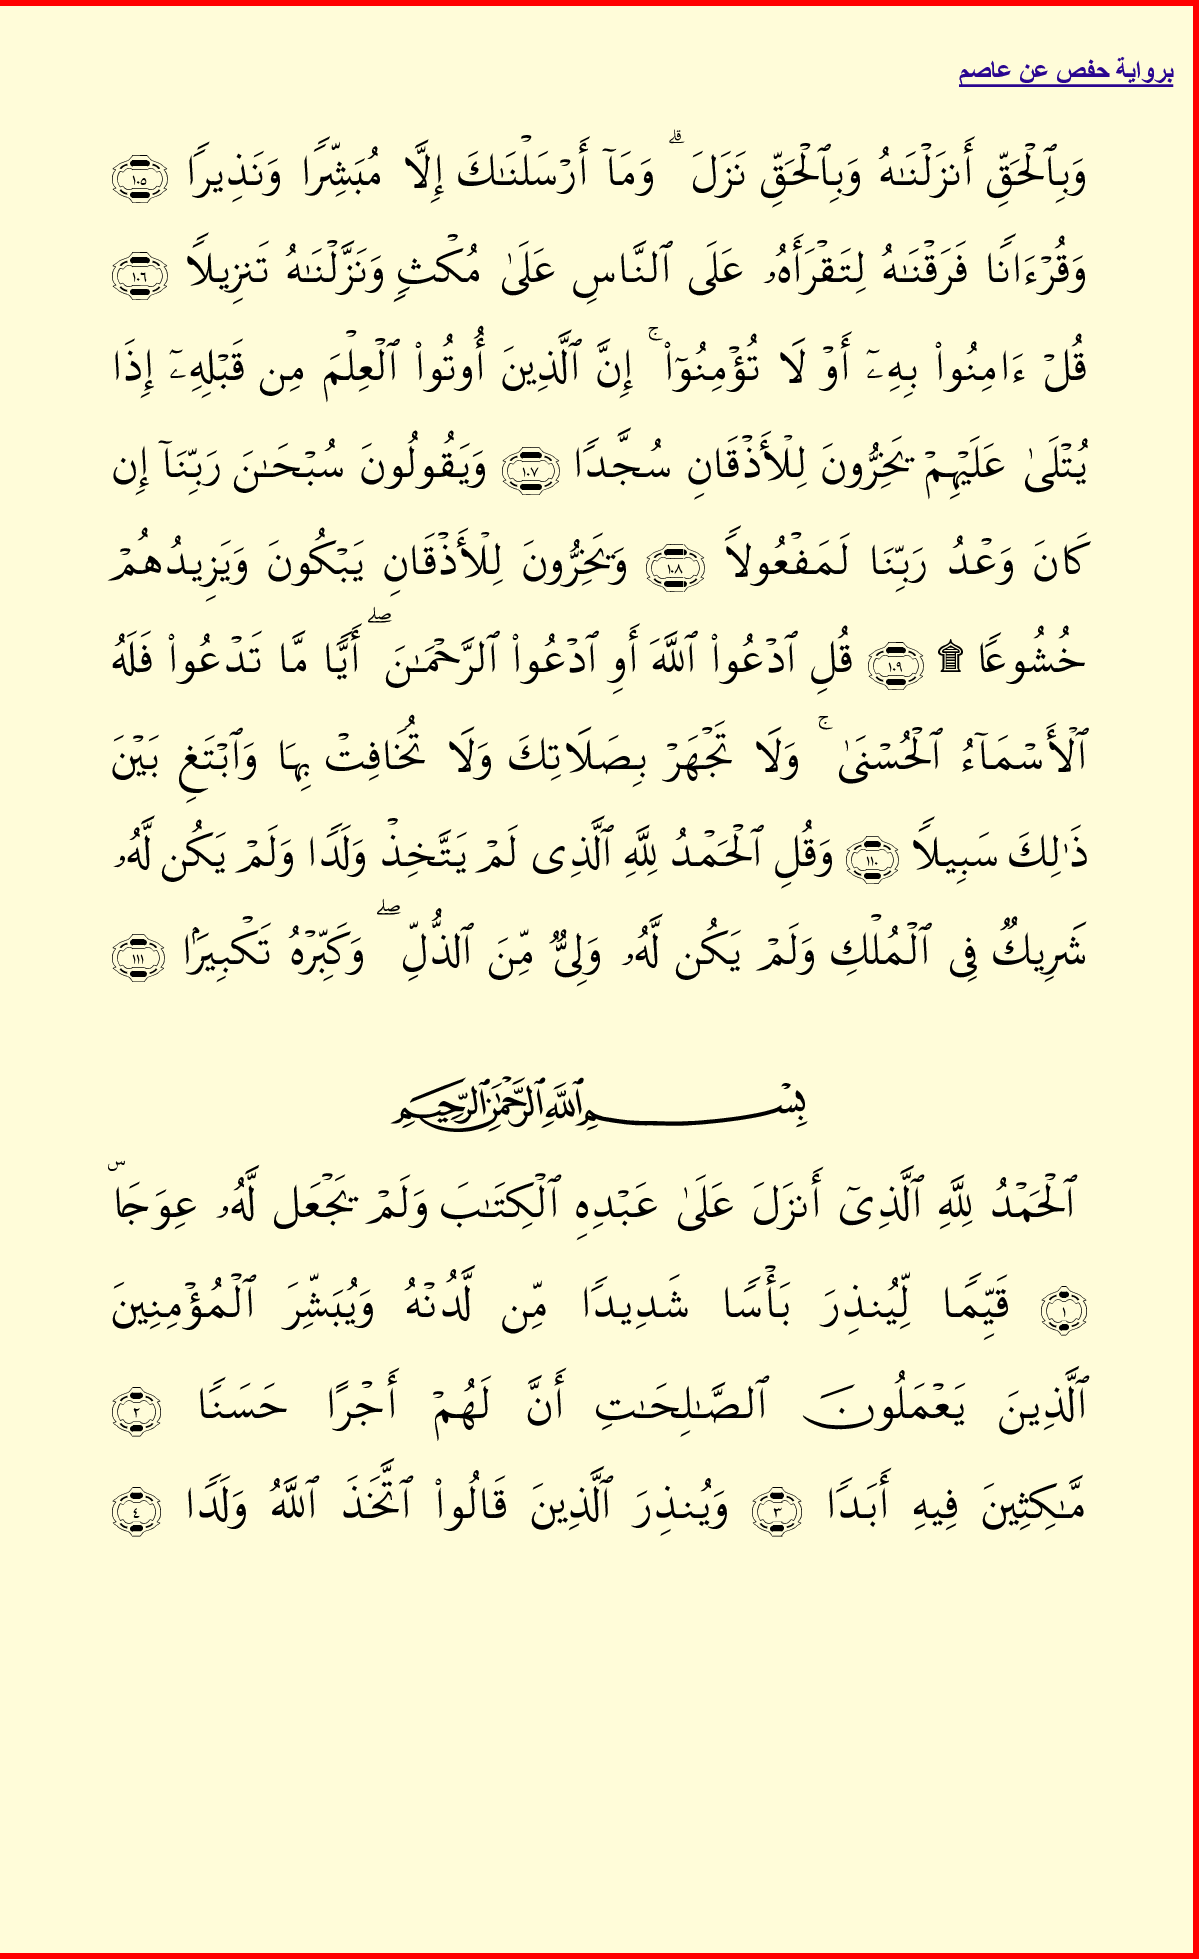 برواية حفص عن عاصم
وَبِٱلْحَقِّ أَنزَلْنَـٰهُ وَبِٱلْحَقِّ نَزَلَ ۗ وَمَآ أَرْسَلْنَـٰكَ إِلَّا مُبَشِّرًا وَنَذِيرًا ١٠٥
وَقُرْءَانًا فَرَقْنَـٰهُ لِتَقْرَأَهُۥ عَلَى ٱلنَّاسِ عَلَىٰ مُكْثٍ وَنَزَّلْنَـٰهُ تَنزِيلًا ١٠٦
قُلْ ءَامِنُوا۟ بِهِۦٓ أَوْ لَا تُؤْمِنُوٓا۟ ۚ إِنَّ ٱلَّذِينَ أُوتُوا۟ ٱلْعِلْمَ مِن قَبْلِهِۦٓ إِذَا
يُتْلَىٰ عَلَيْهِمْ يَخِرُّونَ لِلْأَذْقَانِ سُجَّدًا ١٠٧ وَيَقُولُونَ سُبْحَـٰنَ رَبِّنَآ إِن
كَانَ وَعْدُ رَبِّنَا لَمَفْعُولًا ١٠٨ وَيَخِرُّونَ لِلْأَذْقَانِ يَبْكُونَ وَيَزِيدُهُمْ
خُشُوعًا ۩ ١٠٩ قُلِ ٱدْعُوا۟ ٱللَّهَ أَوِ ٱدْعُوا۟ ٱلرَّحْمَـٰنَ ۖ أَيًّا مَّا تَدْعُوا۟ فَلَهُ
ٱلْأَسْمَآءُ ٱلْحُسْنَىٰ ۚ وَلَا تَجْهَرْ بِصَلَاتِكَ وَلَا تُخَافِتْ بِهَا وَٱبْتَغِ بَيْنَ
ذَٰلِكَ سَبِيلًا ١١٠ وَقُلِ ٱلْحَمْدُ لِلَّهِ ٱلَّذِى لَمْ يَتَّخِذْ وَلَدًا وَلَمْ يَكُن لَّهُۥ
شَرِيكٌ فِى ٱلْمُلْكِ وَلَمْ يَكُن لَّهُۥ وَلِىٌّ مِّنَ ٱلذُّلِّ ۖ وَكَبِّرْهُ تَكْبِيرًۢا ١١١
بِسْمِ ٱللَّهِ ٱلرَّحْمَـٰنِ ٱلرَّحِيمِ
ٱلْحَمْدُ لِلَّهِ ٱلَّذِىٓ أَنزَلَ عَلَىٰ عَبْدِهِ ٱلْكِتَـٰبَ وَلَمْ يَجْعَل لَّهُۥ عِوَجَاۜ
١ قَيِّمًا لِّيُنذِرَ بَأْسًا شَدِيدًا مِّن لَّدُنْهُ وَيُبَشِّرَ ٱلْمُؤْمِنِينَ
ٱلَّذِينَ يَعْمَلُونَ ٱلصَّـٰلِحَـٰتِ أَنَّ لَهُمْ أَجْرًا حَسَنًا ٢
مَّـٰكِثِينَ فِيهِ أَبَدًا ٣ وَيُنذِرَ ٱلَّذِينَ قَالُوا۟ ٱتَّخَذَ ٱللَّهُ وَلَدًا ٤